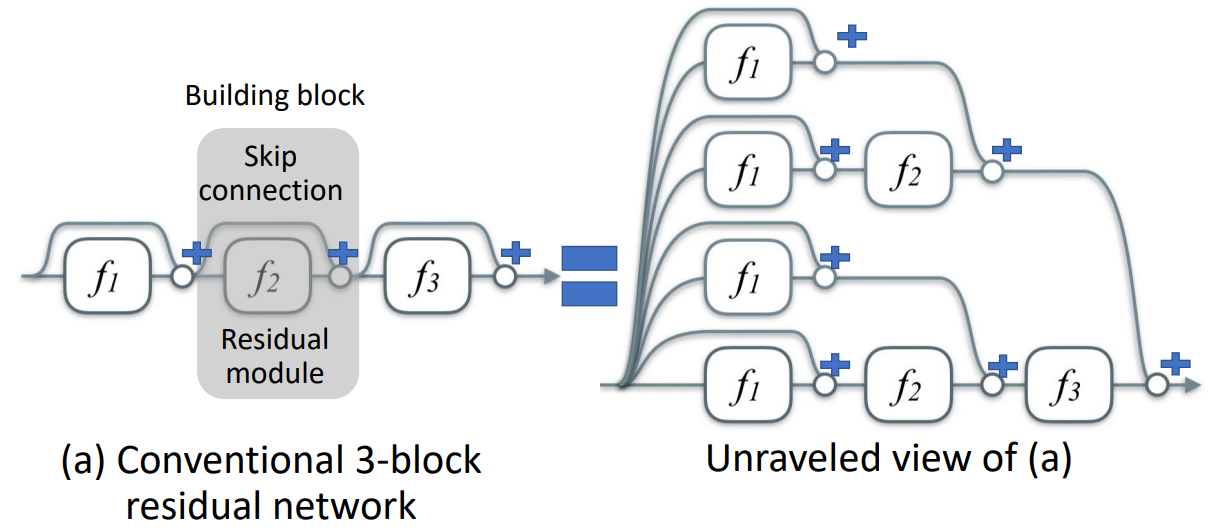 Building block
Skip
connection
f1
f2
f3
Residual
module
(a) Conventional 3-block
residual network
f1
f1
f2
f1
f1
f2
f3
Unraveled view of (a)